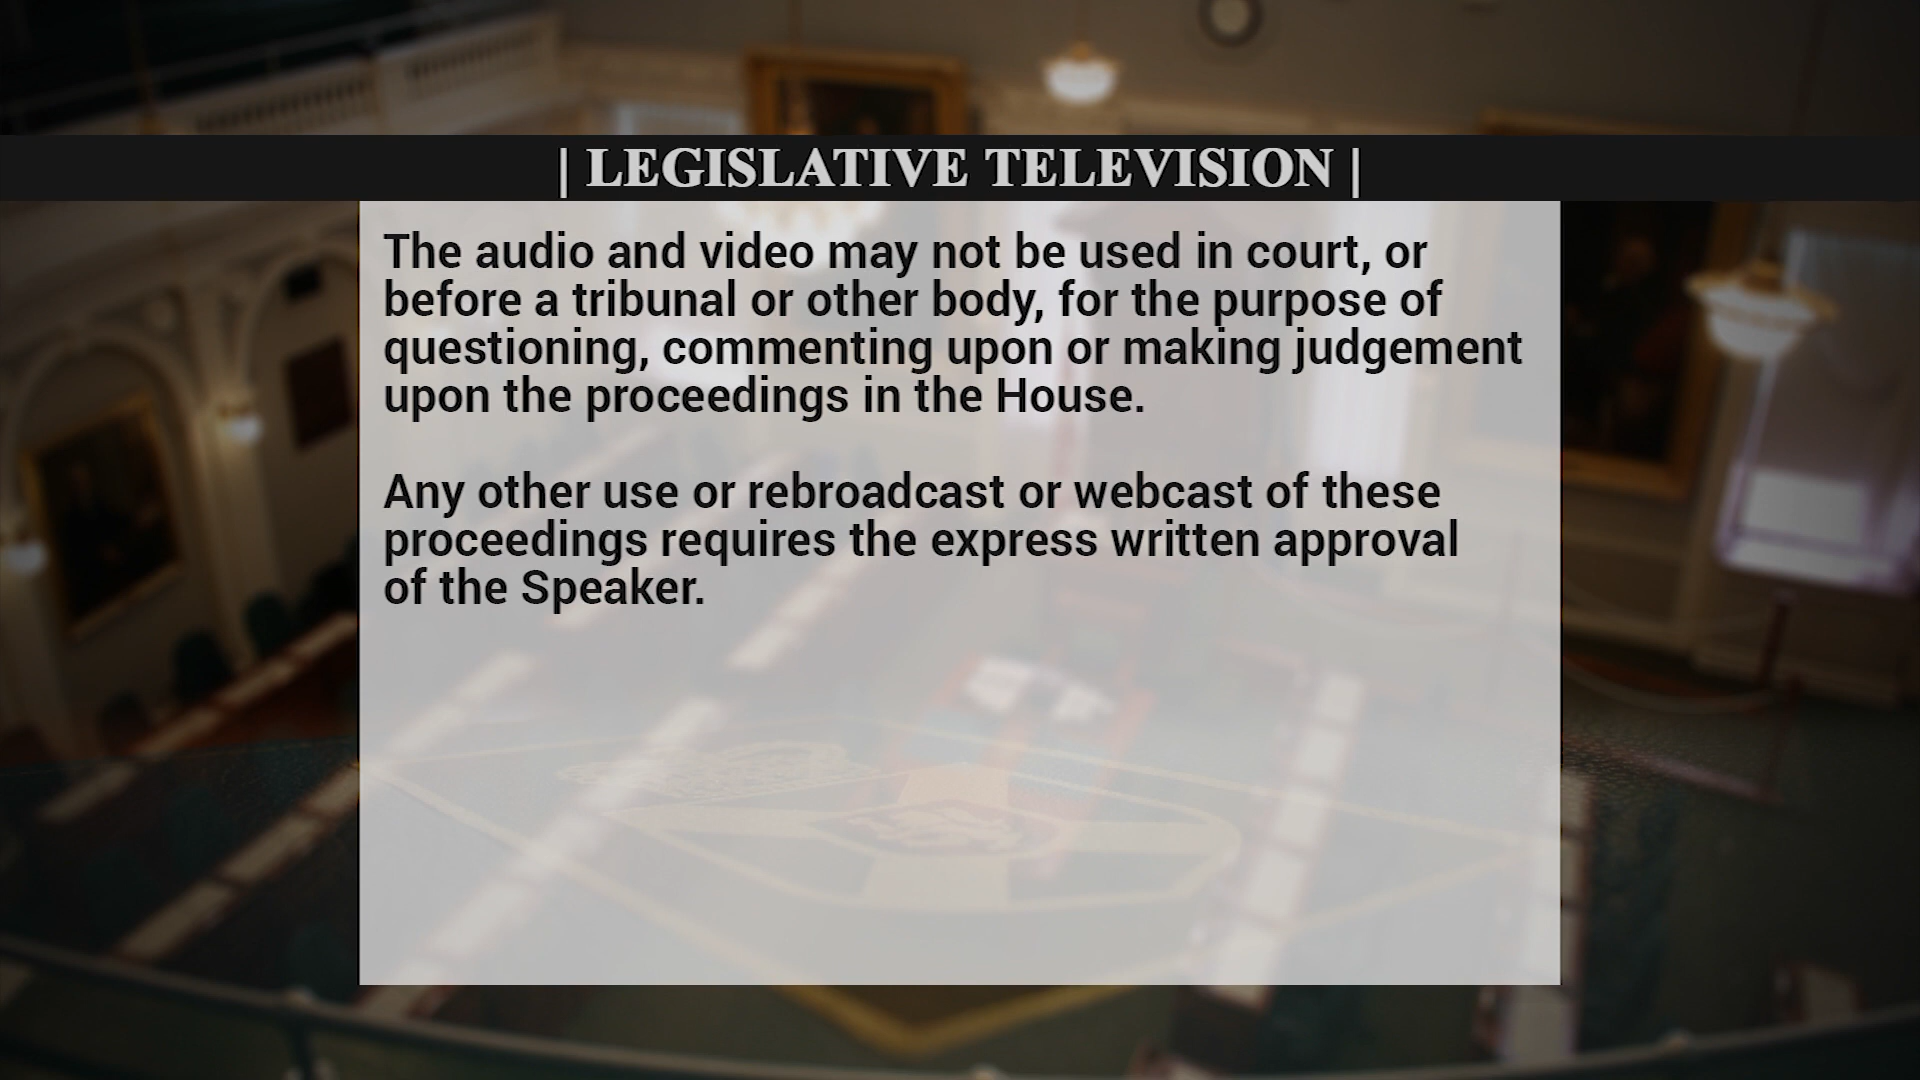 | LEGISLATIVE TELEVISION |
The audio and video may not be used in court, or
before a tribunal or other body, for the purpose of
questioning, commenting upon or making judgement
upon the proceedings in the House.
Any other use or rebroadcast or webcast of these
proceedings requires the express written approval
of the Speaker.